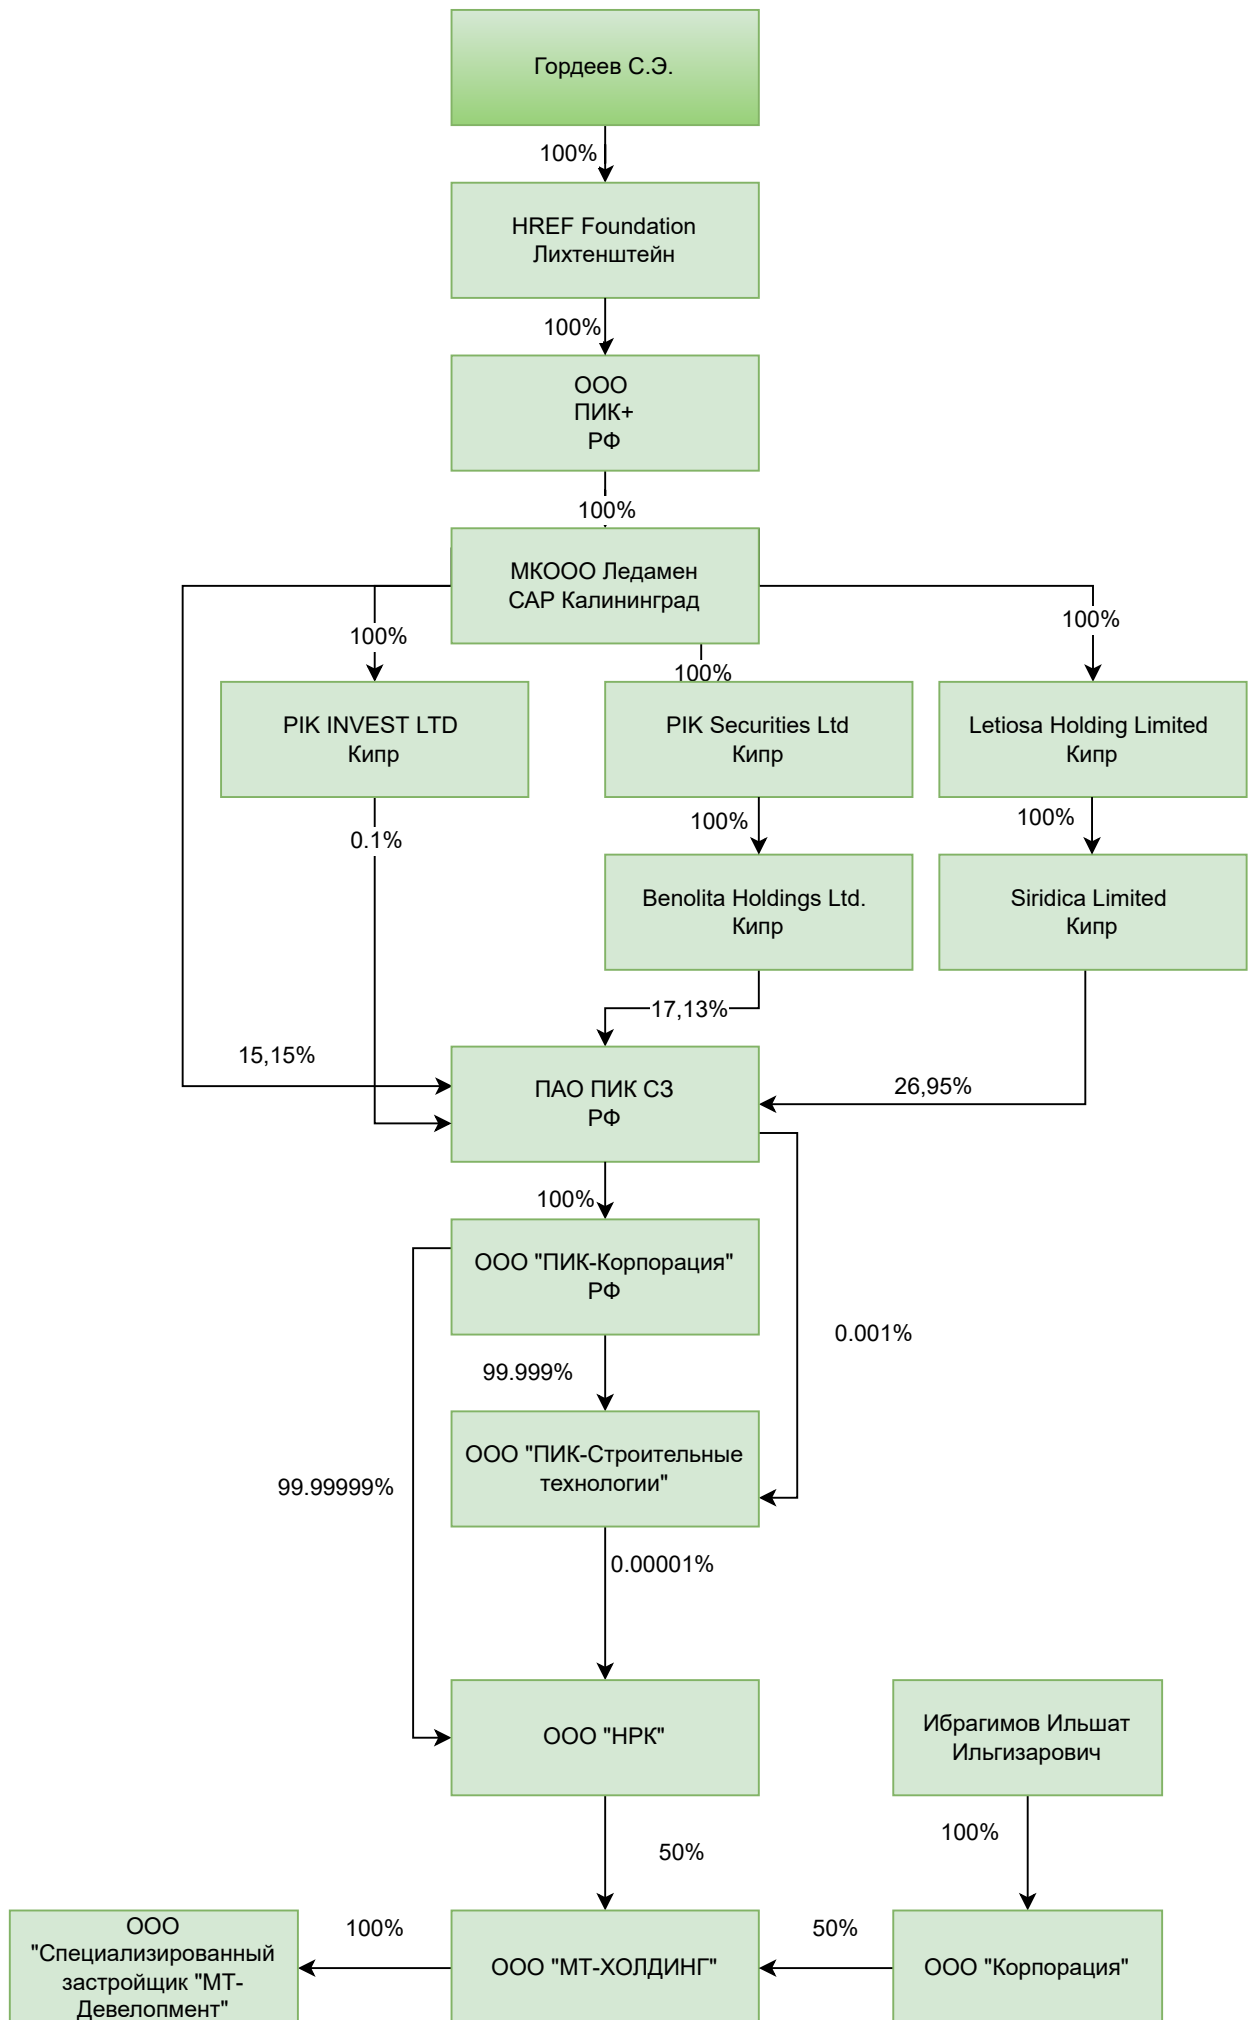 Гордеев С.Э.
100%
HREF Foundation
Лихтенштейн
100%
ООО
ПИК+
РФ
100%
МКООО Ледамен
САР Калининград
100%
100%
100%
PIK INVEST LTD
Кипр
PIK Securities Ltd
Кипр
Letiosa Holding Limited
Кипр
0.1%
100%
100%
Benolita Holdings Ltd.
Кипр
Siridica Limited
Кипр
17,13%
15,15%
26,95%
ПАО ПИК СЗ
РФ
100%
ООО "ПИК-Корпорация"
РФ
0.001%
99.999%
ООО "ПИК-Строительные
технологии"
99.99999%
0.00001%
ООО "НРК"
Ибрагимов Ильшат
Ильгизарович
50%
100%
ООО
"Специализированный
застройщик "МТ-
Девелопмент"
100%
ООО "МТ-ХОЛДИНГ"
50%
ООО "Корпорация"